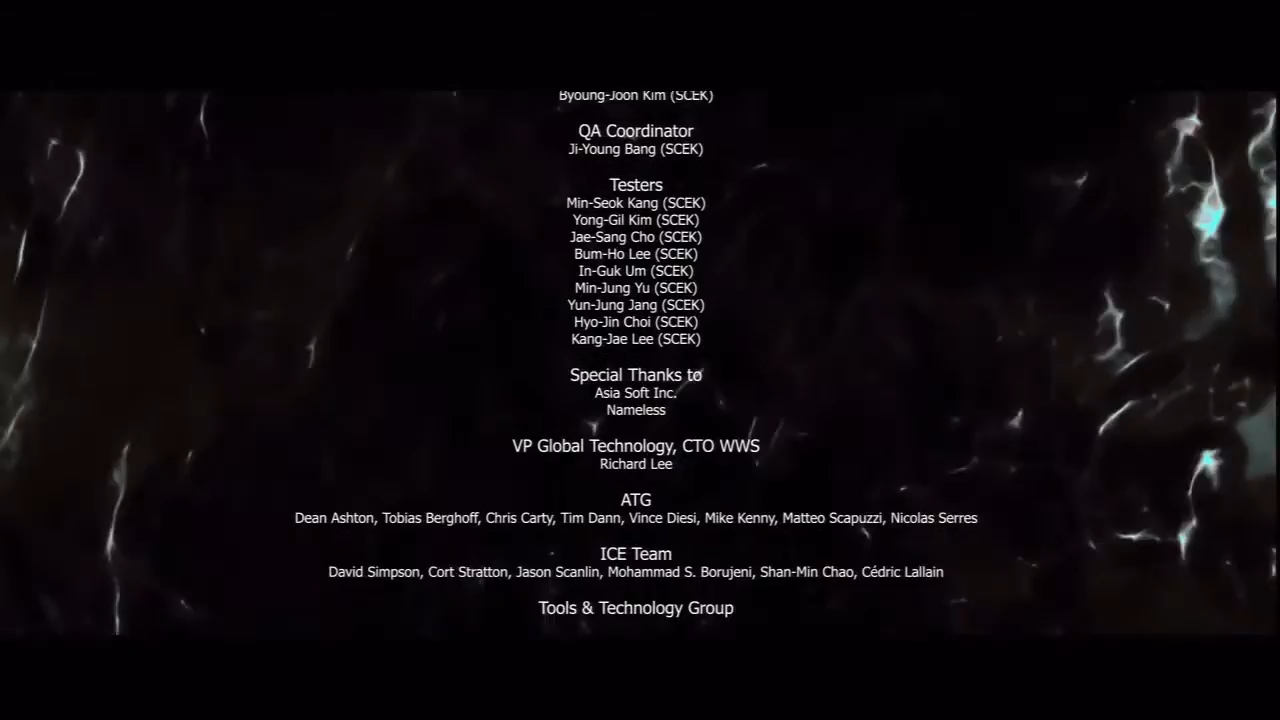 Byoung-Joon Kim (SCEK)
QA Coordinator
Ji-Young Bang (SCEK)
Testers
Min-Seok Kang (SCEK)
Yong-Gil Kim (SCEK)
Jae-Sang Cho (SCEK)
Bum-Ho Lee (SCEK)
In-Guk Um (SCEK)
Min-Jung Yu (SCEK)
Yun-Jung Jang (SCEK)
Hyo-Jin Choi (SCEK)
Kang-Jae Lee (SCEK)
Special Thanks to
Asia Soft Inc.
Nameless
VP Global Technology, CTO WWS
Richard Lee
ATG
Dean Ashton, Tobias Berghoff, Chris Carty, Tim Dann, Vince Diesi, Mike Kenny, Matteo Scapuzzi, Nicolas Serres
ICE Team
David Simpson, Cort Stratton, Jason Scanlin, Mohammad S. Borujeni, Shan-Min Chao, Cédric Lallain
Tools & Technology Group